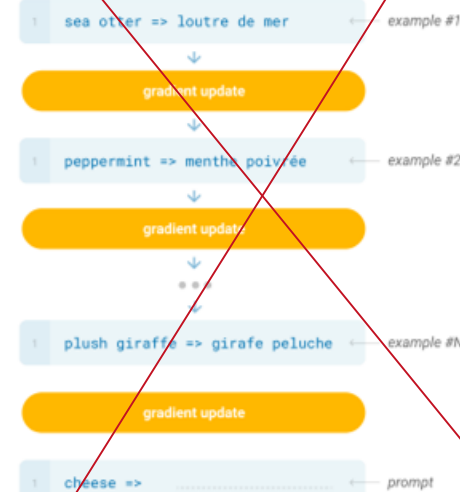 1 sea otter => loutre de mer example #1
gradient update
1 peppermint => menthe poivrée example #2
gradient update
1 plush giraffe => girafe peluche example #N
gradient update
1 cheese => .......................... prompt